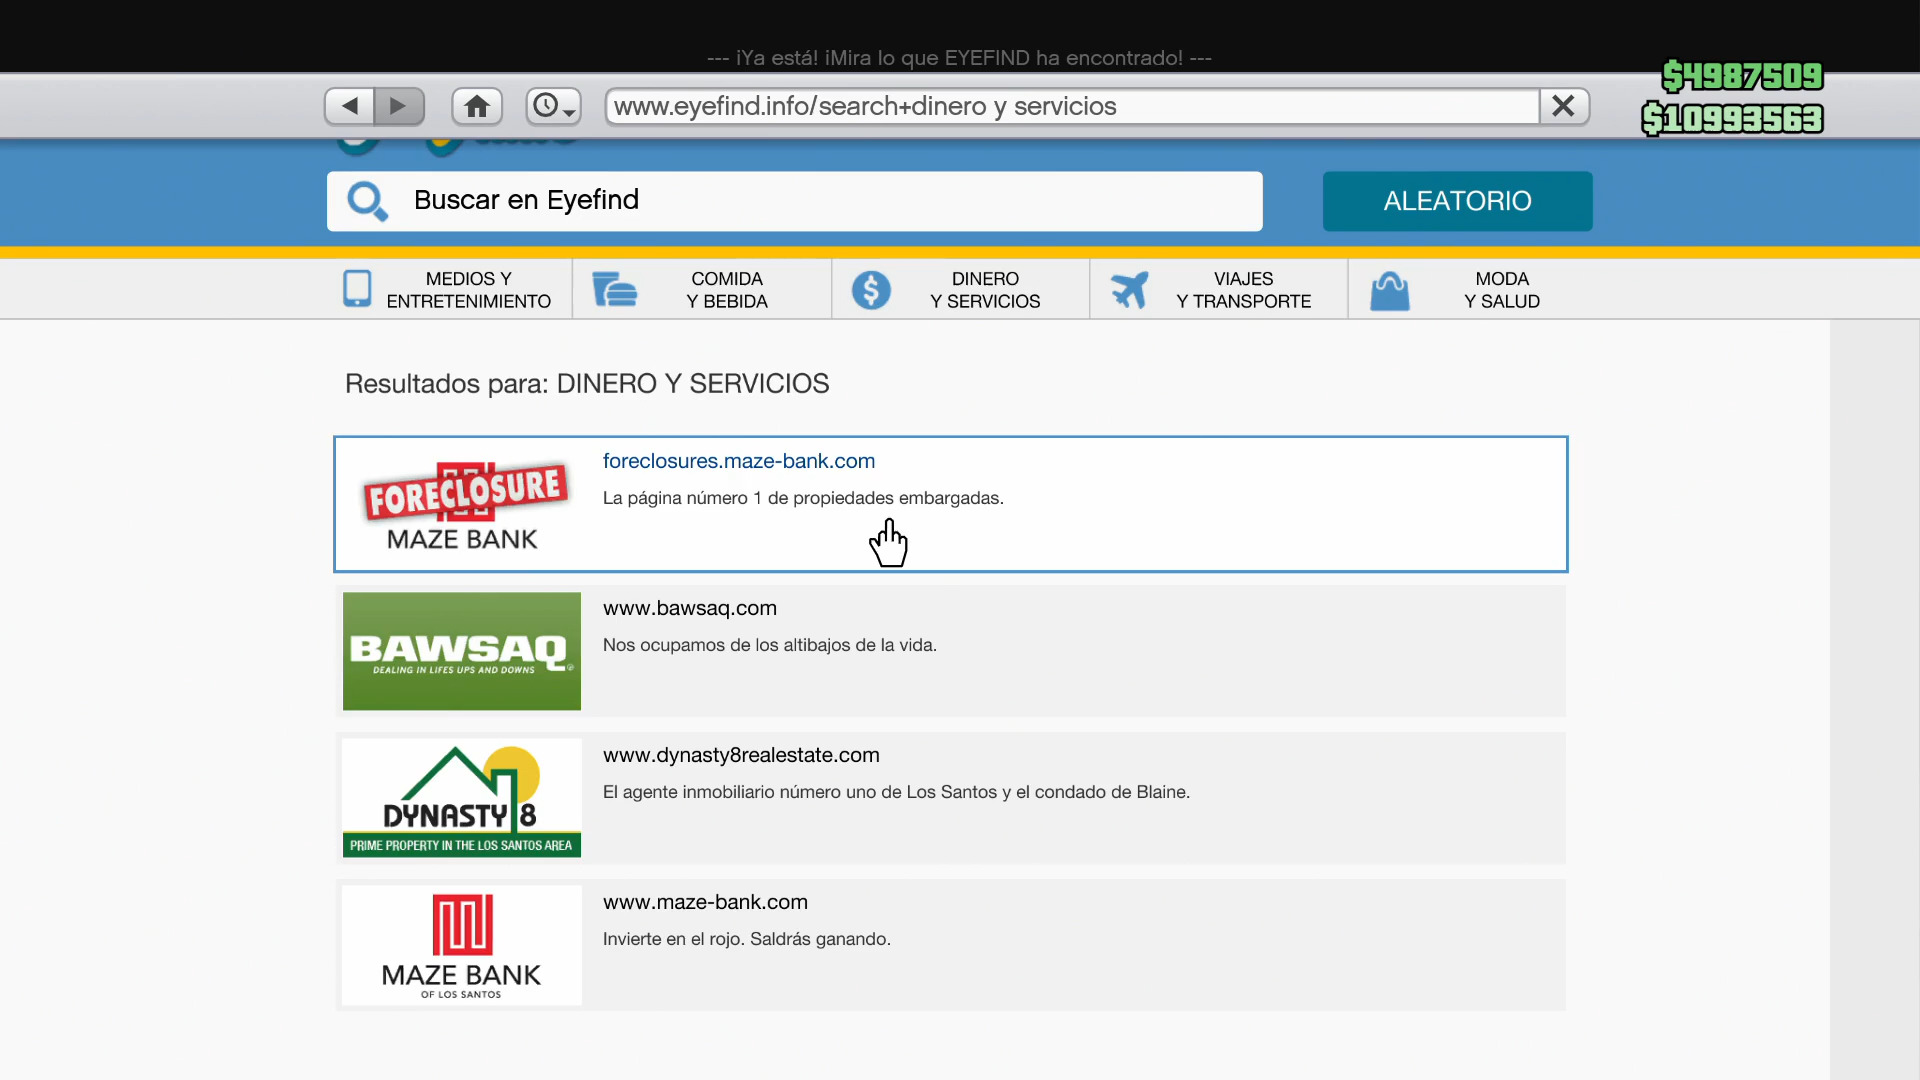 --- ¡Ya está! ¡Mira lo que EYEFIND ha encontrado! ---
$4987509
www.eyefind.info/search+dinero y servicios
$10993563
Buscar en Eyefind
ALEATORIO
MEDIOS Y
ENTRETENIMIENTO
COMIDA
Y BEBIDA
DINERO
Y SERVICIOS
VIAJES
Y TRANSPORTE
MODA
Y SALUD
Resultados para: DINERO Y SERVICIOS
FORECLOSURE
MAZE BANK
foreclosures.maze-bank.com
La página número 1 de propiedades embargadas.
BAWSAQ
DEALING IN LIFES UPS AND DOWNS
www.bawsaq.com
Nos ocupamos de los altibajos de la vida.
DYNASTY 8
PRIME PROPERTY IN THE LOS SANTOS AREA
www.dynasty8realestate.com
El agente inmobiliario número uno de Los Santos y el condado de Blaine.
MAZE BANK
OF LOS SANTOS
www.maze-bank.com
Invierte en el rojo. Saldrás ganando.